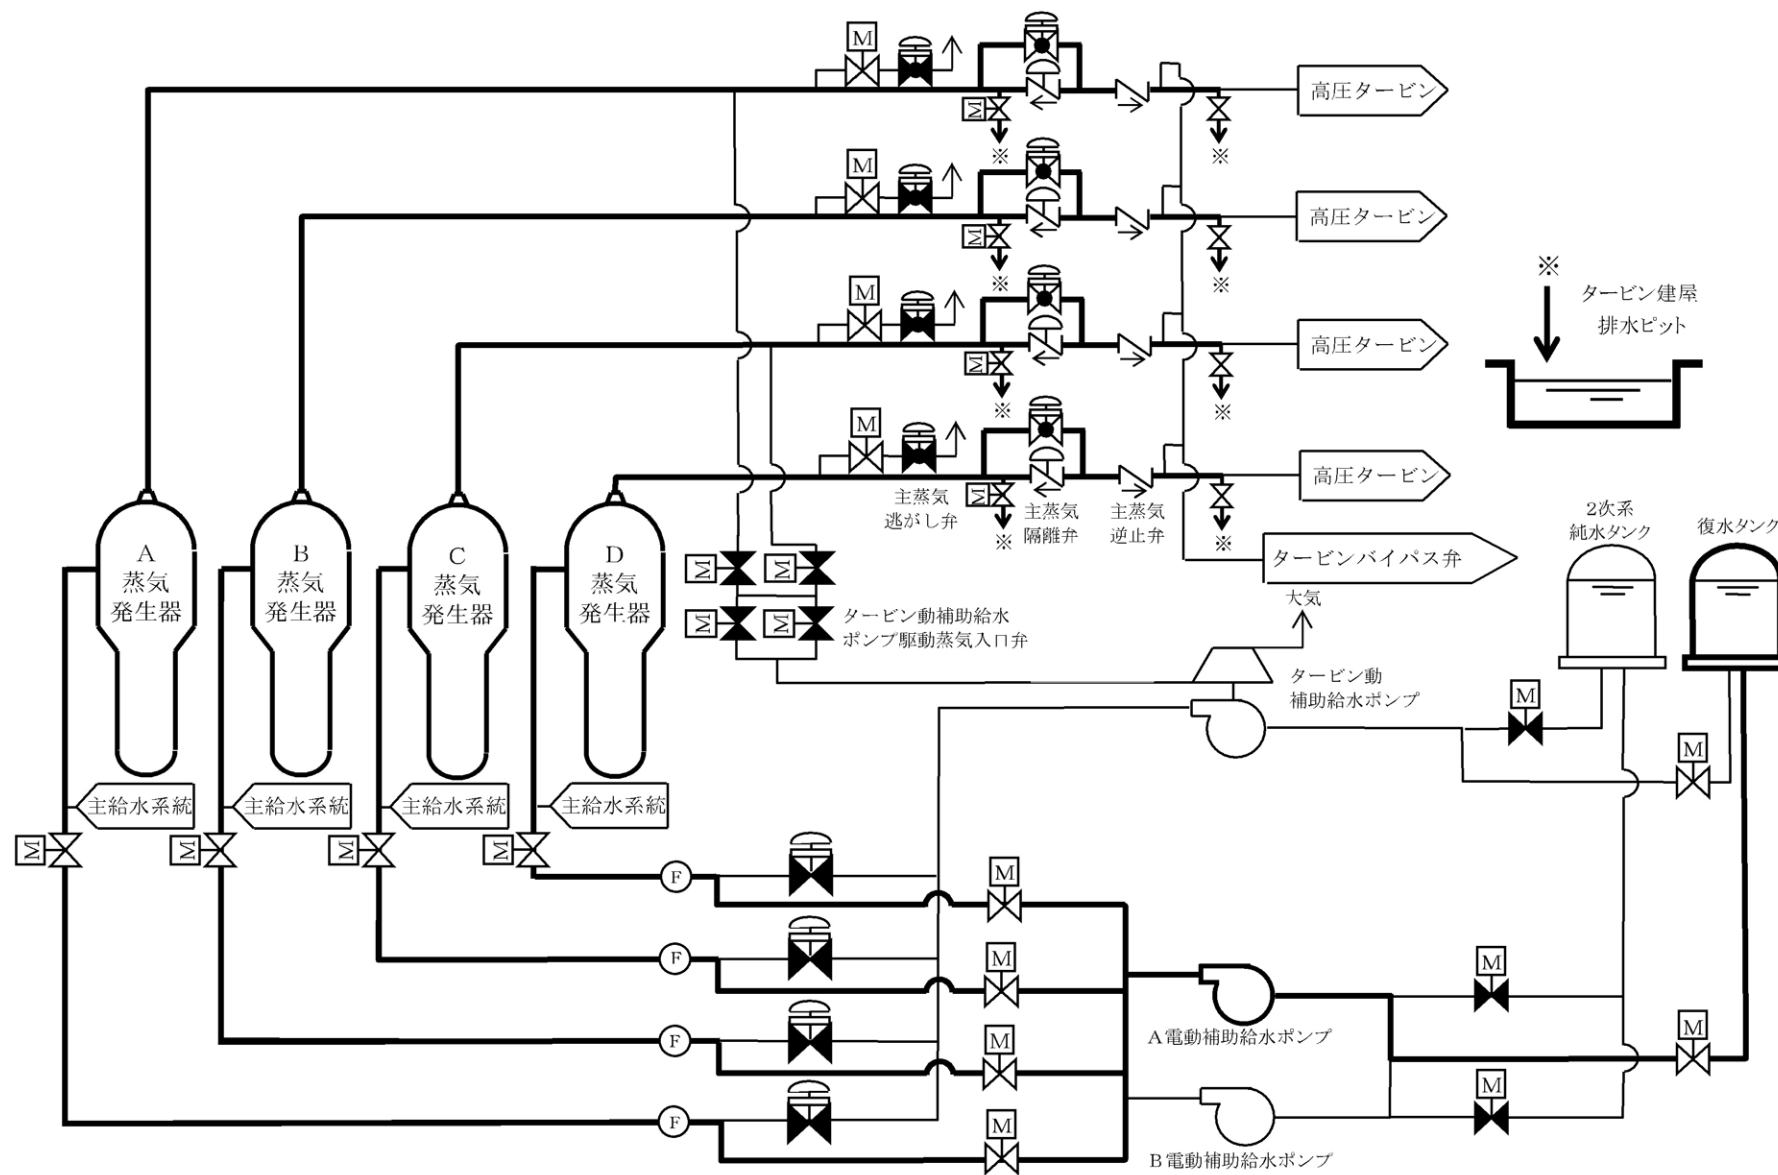 M
M
高圧タービン
※
※
M
M
高圧タービン
※
※
※
タービン建屋
排水ピット
M
M
高圧タービン
※
※
M
M
高圧タービン
主蒸気
逃がし弁
主蒸気
隔離弁
主蒸気
逆止弁
※
※
2次系
純水タンク
復水タンク
A
蒸気
発生器
B
蒸気
発生器
C
蒸気
発生器
D
蒸気
発生器
タービンバイパス弁
M
M
大気
M
M
タービン動補助給水
ポンプ駆動蒸気入口弁
タービン動
補助給水ポンプ
M
M
主給水系統
主給水系統
主給水系統
主給水系統
M
M
M
M
F
M
F
M
M
M
F
M
A電動補助給水ポンプ
M
M
F
M
B電動補助給水ポンプ